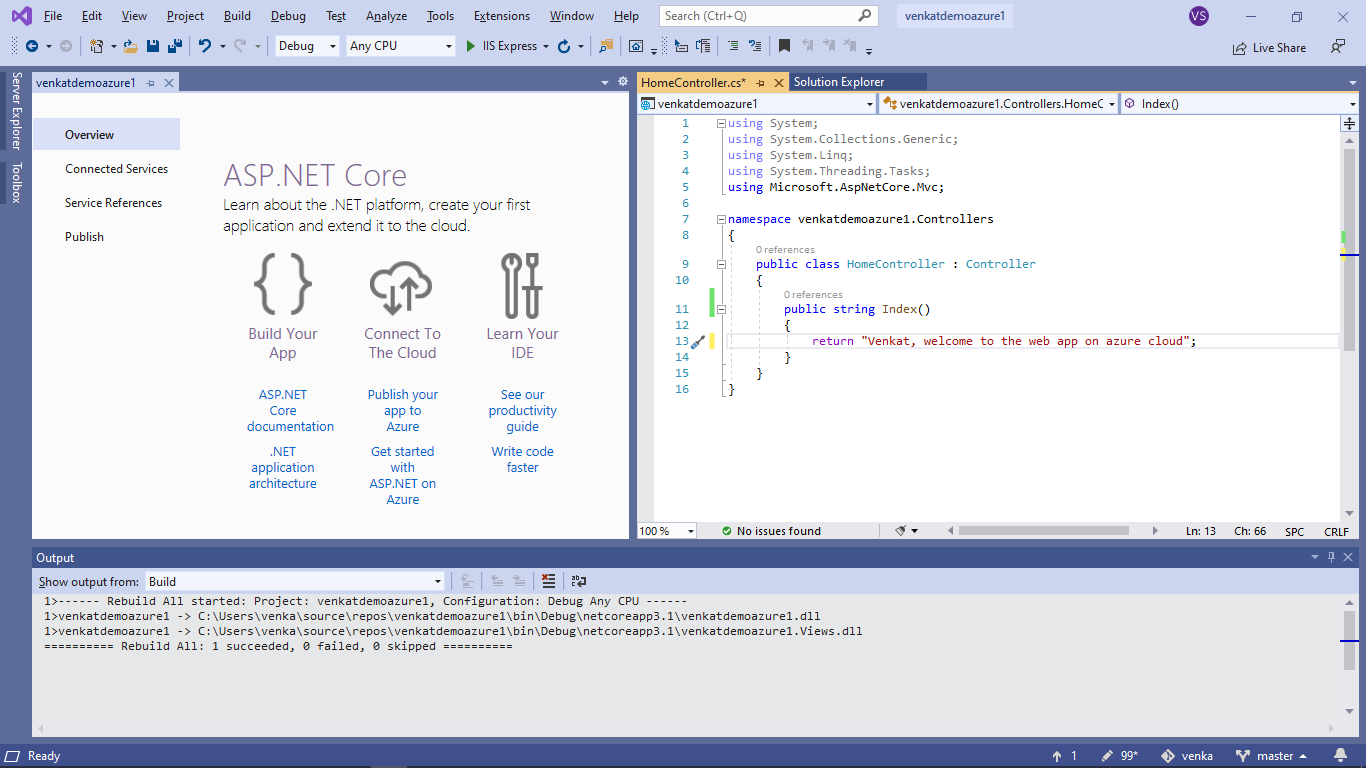 File Edit View Project Build Debug Test Analyze Tools Extensions Window Help Search (Ctrl+Q) venkatdemoazure1 VS
Debug Any CPU IIS Express Live Share
Server Explorer
Toolbox
venkatdemoazure1
Overview
Connected Services
Service References
Publish
ASP.NET Core
Learn about the .NET platform, create your first
application and extend it to the cloud.
Build Your
App
Connect To
The Cloud
Learn Your
IDE
ASP.NET
Core
documentation
.NET
application
architecture
Publish your
app to
Azure
Get started
with
ASP.NET on
Azure
See our
productivity
guide
Write code
faster
HomeController.cs* Solution Explorer
venkatdemoazure1 venkatdemoazure1.Controllers.HomeC Index()
1 using System;
2 using System.Collections.Generic;
3 using System.Linq;
4 using System.Threading.Tasks;
5 using Microsoft.AspNetCore.Mvc;
6
7 namespace venkatdemoazure1.Controllers
8 {
0 references
9 public class HomeController : Controller
10 {
0 references
11 public string Index()
12 {
13 return "Venkat, welcome to the web app on azure cloud";
14 }
15 }
16 }
100 % No issues found Ln: 13 Ch: 66 SPC CRLF
Output
Show output from: Build
1>------ Rebuild All started: Project: venkatdemoazure1, Configuration: Debug Any CPU ------
1>venkatdemoazure1 -> C:\Users\venka\source\repos\venkatdemoazure1\bin\Debug\netcoreapp3.1\venkatdemoazure1.dll
1>venkatdemoazure1 -> C:\Users\venka\source\repos\venkatdemoazure1\bin\Debug\netcoreapp3.1\venkatdemoazure1.Views.dll
========== Rebuild All: 1 succeeded, 0 failed, 0 skipped ==========
Ready 1 99* venka master